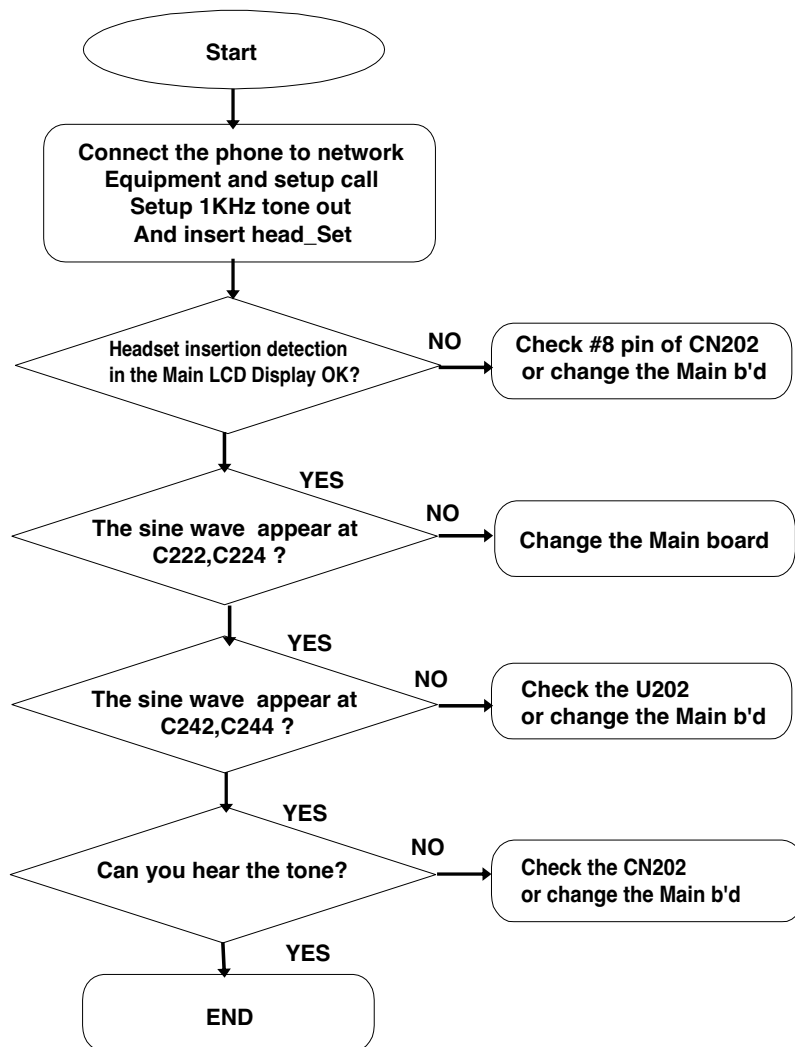 Start
Connect the phone to network
Equipment and setup call
Setup 1KHz tone out
And insert head_Set
Headset insertion detection
in the Main LCD Display OK?
NO
Check #8 pin of CN202
or change the Main b'd
YES
The sine wave appear at
C222,C224 ?
NO
Change the Main board
YES
The sine wave appear at
C242,C244 ?
NO
Check the U202
or change the Main b'd
YES
Can you hear the tone?
NO
Check the CN202
or change the Main b'd
YES
END